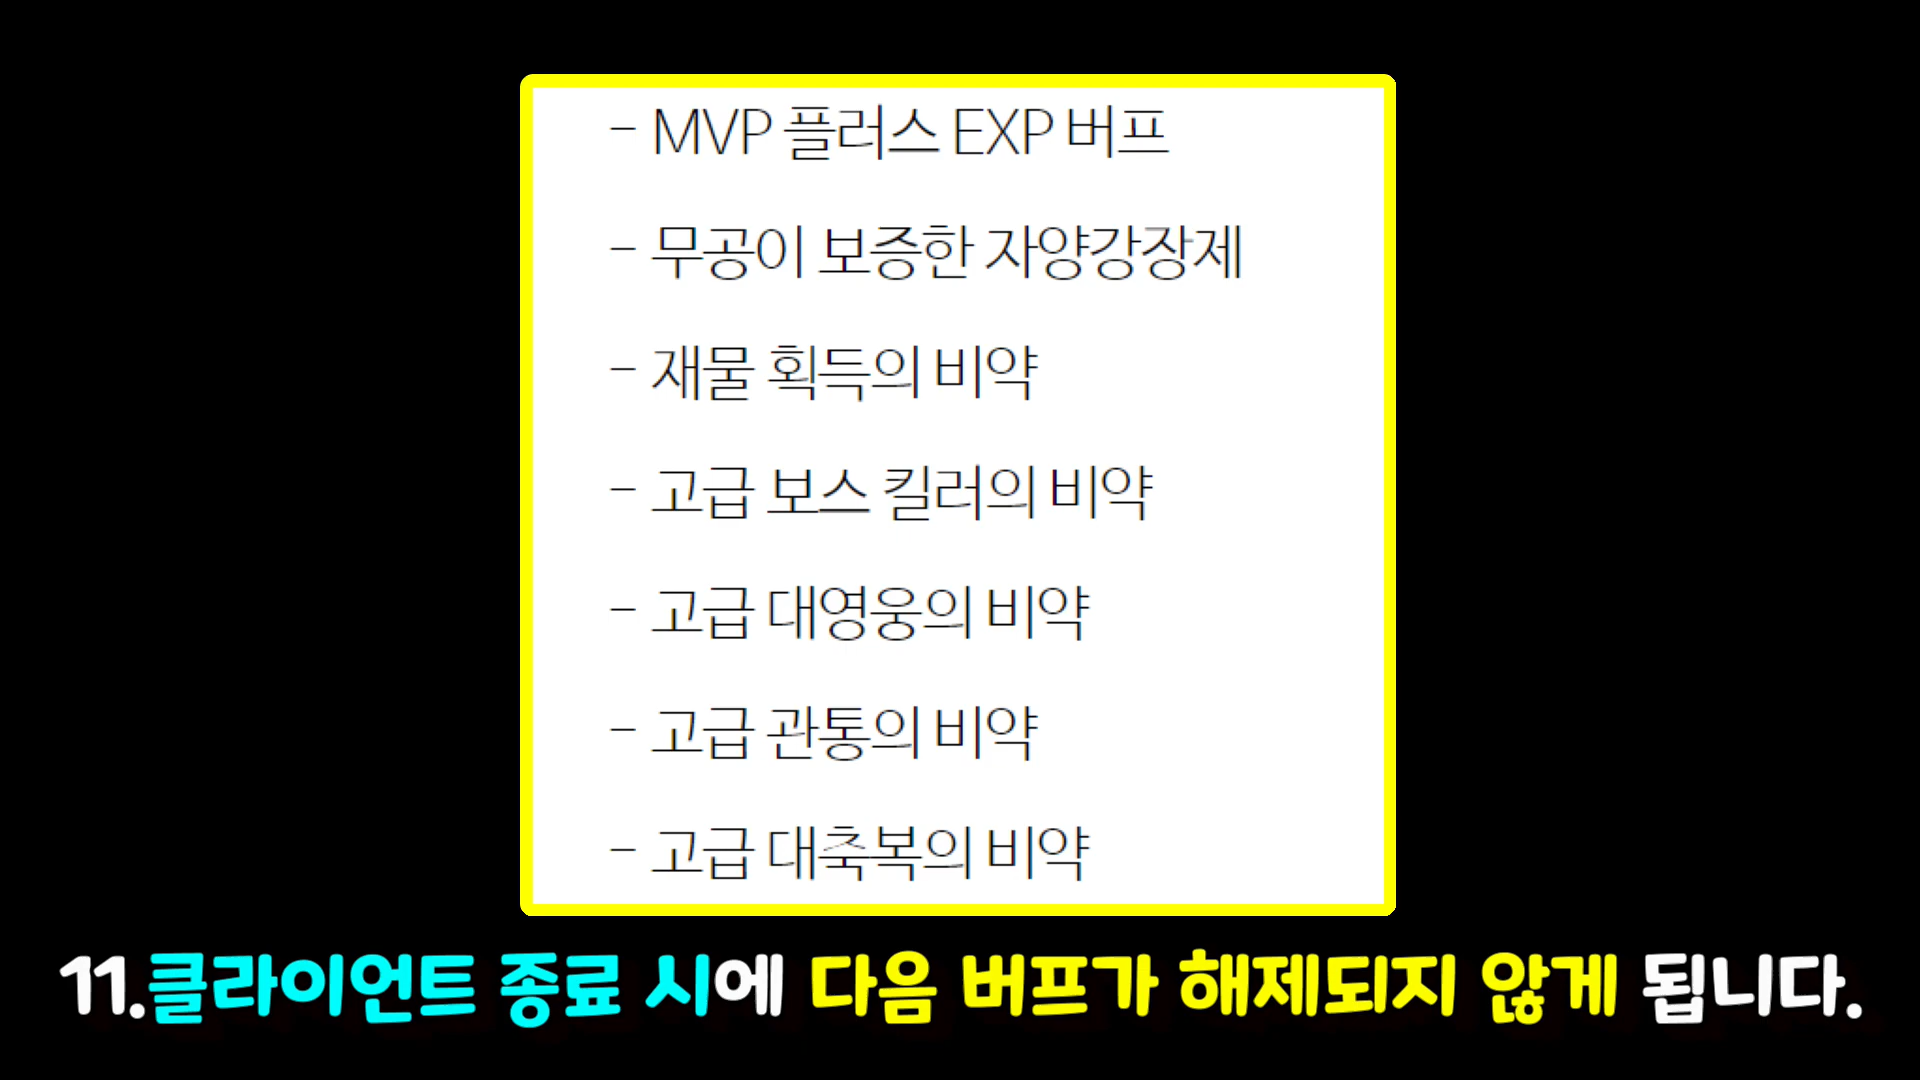 - MVP 플러스 EXP 버프
- 무공이 보증한 자양강장제
- 재물 획득의 비약
- 고급 보스 킬러의 비약
- 고급 대영웅의 비약
- 고급 관통의 비약
- 고급 대축복의 비약
11.클라이언트 종료 시에 다음 버프가 해제되지 않게 됩니다.